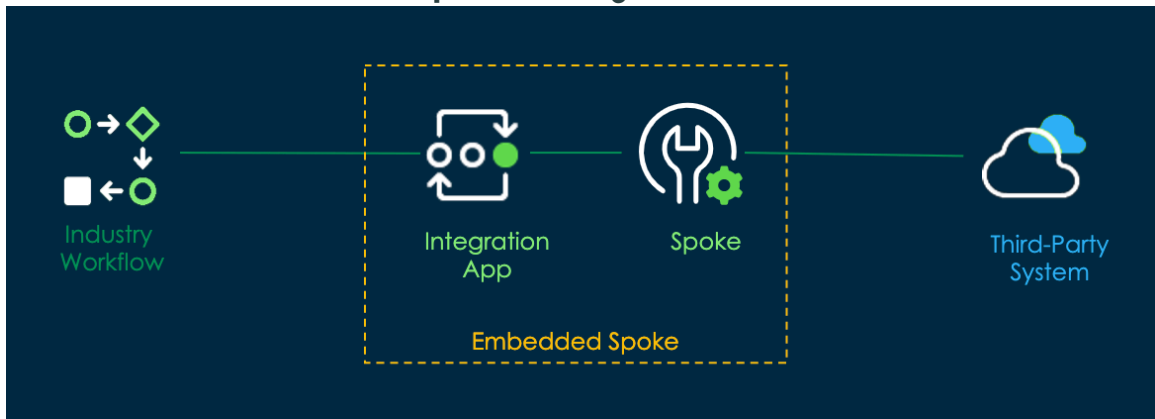 Industry
Workflow
Integration
App
Spoke
Third-Party
System
Embedded Spoke